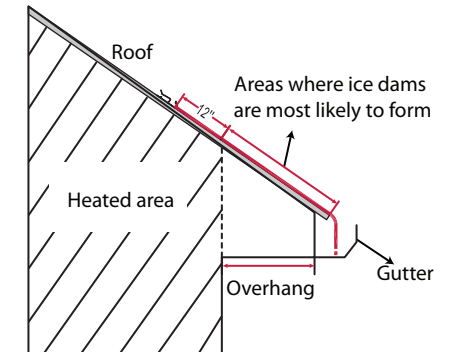 Roof
Areas where ice dams
are most likely to form
12"
Heated area
Gutter
Overhang